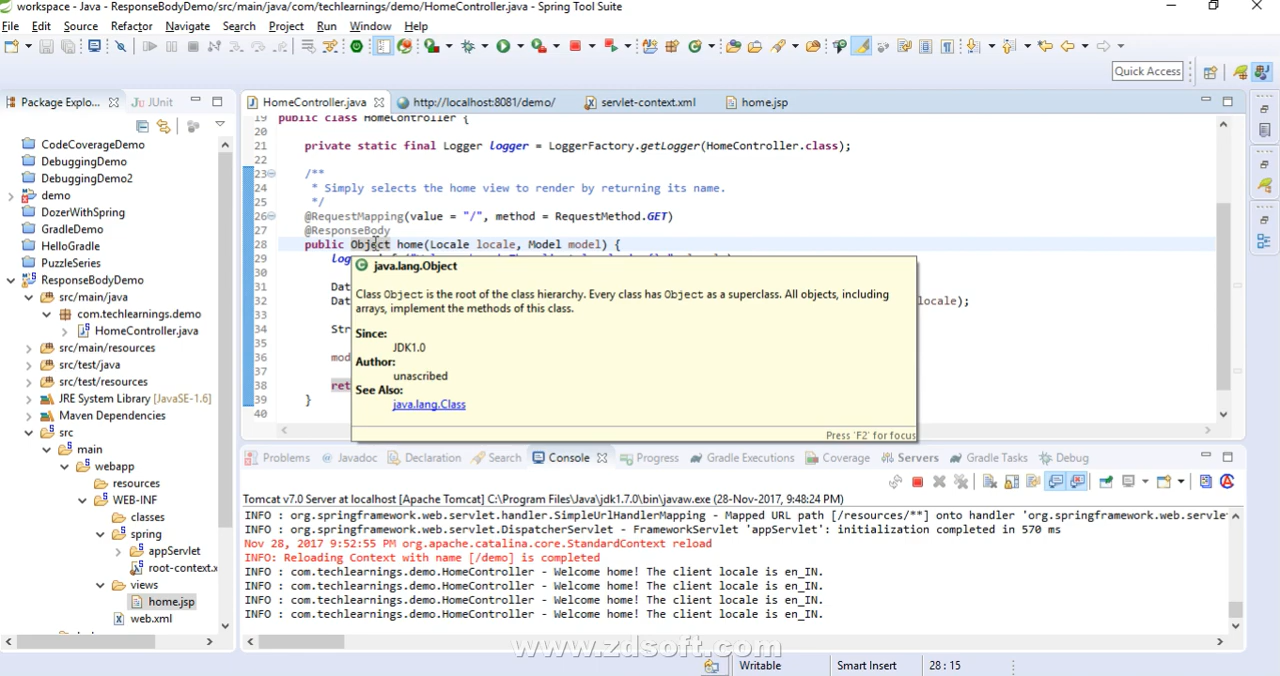 workspace - Java - ResponseBodyDemo/src/main/java/com/techlearnings/demo/HomeController.java - Spring Tool Suite
File Edit Source Refactor Navigate Search Project Run Window Help
Quick Access
Package Explo... JUnit
CodeCoverageDemo
DebuggingDemo
DebuggingDemo2
demo
DozerWithSpring
GradleDemo
HelloGradle
PuzzleSeries
ResponseBodyDemo
src/main/java
com.techlearnings.demo
HomeController.java
src/main/resources
src/test/java
src/test/resources
JRE System Library [JavaSE-1.6]
Maven Dependencies
src
main
webapp
resources
WEB-INF
classes
spring
appServlet
root-context.x
views
home.jsp
web.xml
HomeController.java http://localhost:8081/demo/ servlet-context.xml home.jsp
19 public class HomeController {
20
21 private static final Logger logger = LoggerFactory.getLogger(HomeController.class);
22
23 /**
24 * Simply selects the home view to render by returning its name.
25 */
26 @RequestMapping(value = "/", method = RequestMethod.GET)
27 @ResponseBody
28 public Object home(Locale locale, Model model) {
29 log
30
31 Dat
32 Dat ocale);
33
34 Str
35
36 mod
37
38 ret
39 }
40
java.lang.Object
Class Object is the root of the class hierarchy. Every class has Object as a superclass. All objects, including
arrays, implement the methods of this class.
Since:
JDK1.0
Author:
unascribed
See Also:
java.lang.Class
Press 'F2' for focus
Problems Javadoc Declaration Search Console Progress Gradle Executions Coverage Servers Gradle Tasks Debug
Tomcat v7.0 Server at localhost [Apache Tomcat] C:\Program Files\Java\jdk1.7.0\bin\javaw.exe (28-Nov-2017, 9:48:24 PM)
INFO : org.springframework.web.servlet.handler.SimpleUrlHandlerMapping - Mapped URL path [/resources/**] onto handler 'org.springframework.web.servle
INFO : org.springframework.web.servlet.DispatcherServlet - FrameworkServlet 'appServlet': initialization completed in 570 ms
Nov 28, 2017 9:52:55 PM org.apache.catalina.core.StandardContext reload
INFO: Reloading Context with name [/demo] is completed
INFO : com.techlearnings.demo.HomeController - Welcome home! The client locale is en_IN.
INFO : com.techlearnings.demo.HomeController - Welcome home! The client locale is en_IN.
INFO : com.techlearnings.demo.HomeController - Welcome home! The client locale is en_IN.
INFO : com.techlearnings.demo.HomeController - Welcome home! The client locale is en_IN.
www.zdsoft.com
Writable Smart Insert 28 : 15